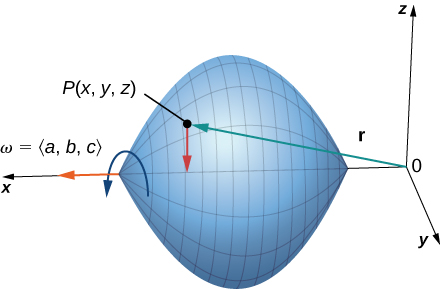 z
P(x, y, z)
r
ω = ⟨a, b, c⟩
0
x
y